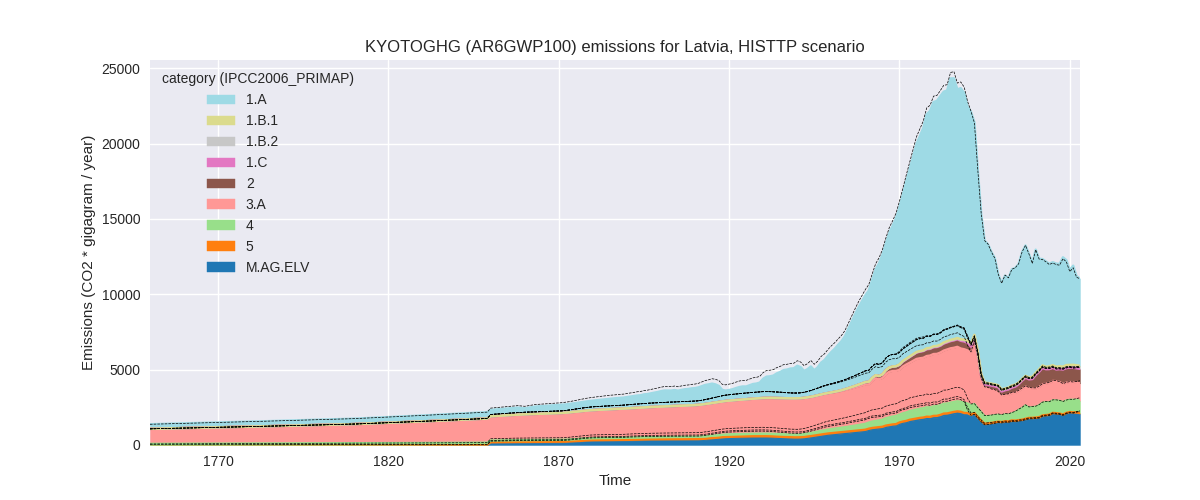 KYOTOGHG (AR6GWP100) emissions for Latvia, HISTTP scenario
25000
20000
15000
10000
5000
0
Emissions (CO2 * gigagram / year)
category (IPCC2006_PRIMAP)
1.A
1.B.1
1.B.2
1.C
2
3.A
4
5
M.AG.ELV
1770
1820
1870
1920
1970
2020
Time